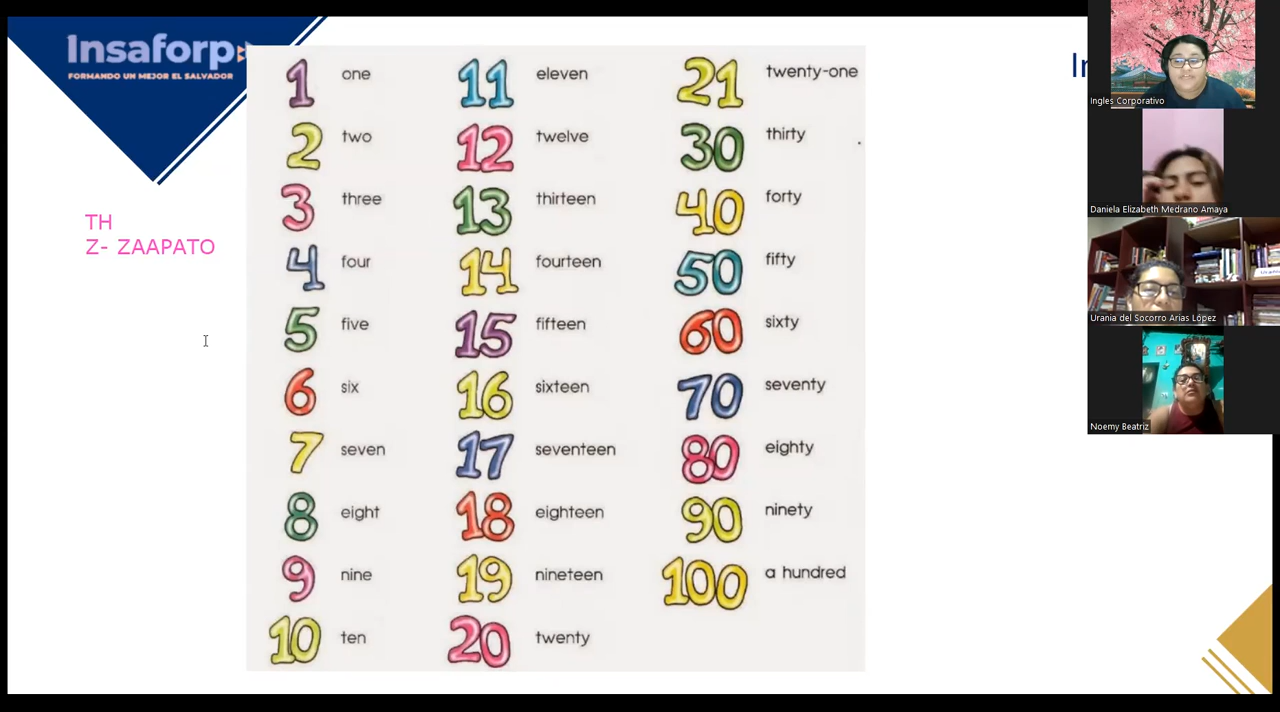 Insaforp
FORMANDO UN MEJOR EL SALVADOR
TH
Z- ZAAPATO
1 one
2 two
3 three
4 four
5 five
6 six
7 seven
8 eight
9 nine
10 ten
11 eleven
12 twelve
13 thirteen
14 fourteen
15 fifteen
16 sixteen
17 seventeen
18 eighteen
19 nineteen
20 twenty
21 twenty-one
30 thirty
40 forty
50 fifty
60 sixty
70 seventy
80 eighty
90 ninety
100 a hundred
Ingles Corporativo
Daniela Elizabeth Medrano Amaya
Urania del Socorro Arias López
Noemy Beatriz